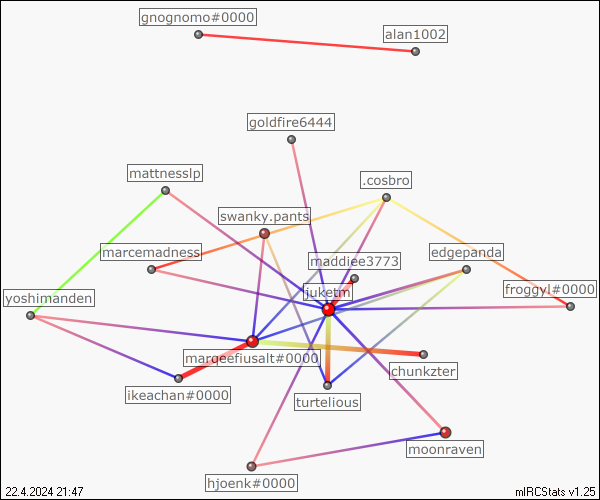 gnognomo#0000
alan1002
goldfire6444
mattnesslp
.cosbro
swanky.pants
marcemadness
maddiee3773
edgepanda
juketm
froggyl#0000
yoshimanden
marqeefiusalt#0000
chunkzter
ikeachan#0000
turtelious
moonraven
hjoenk#0000
22.4.2024 21:47
mIRCStats v1.25